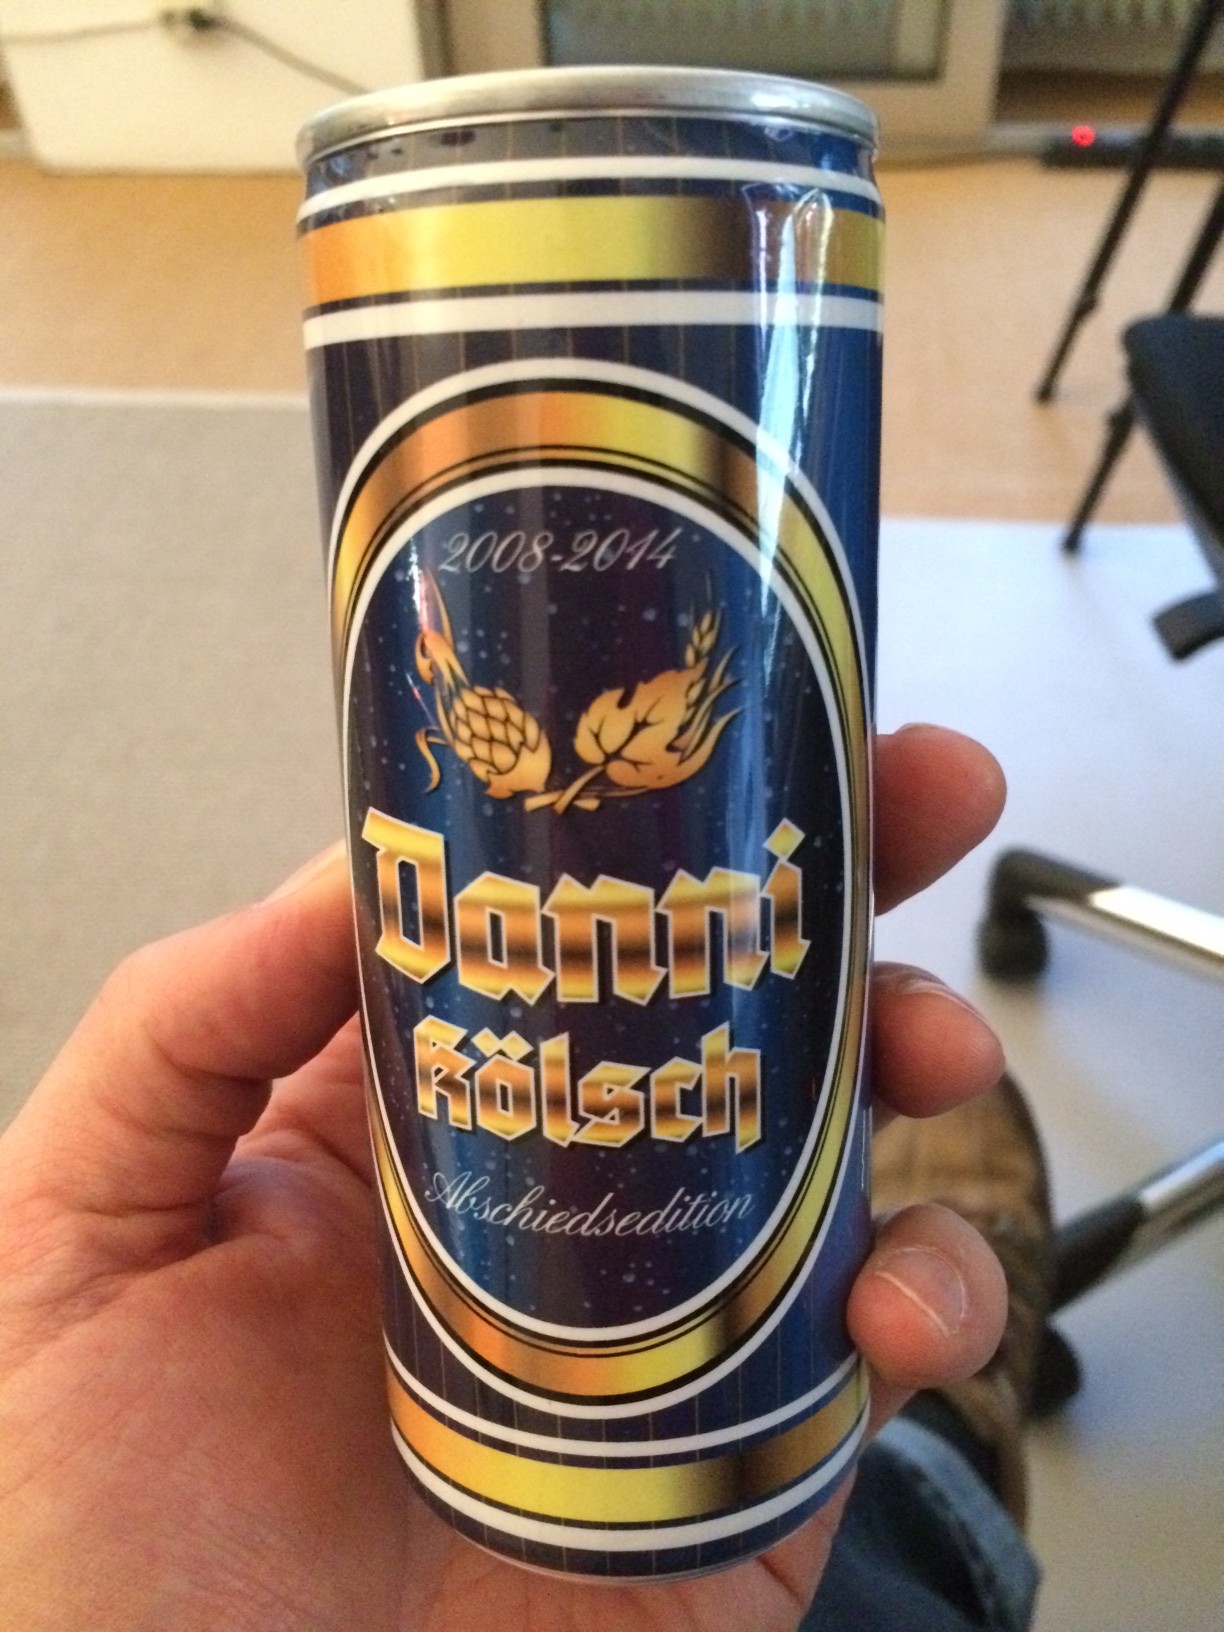 2008-2014
Danni
Kölsch
Abschiedsedition